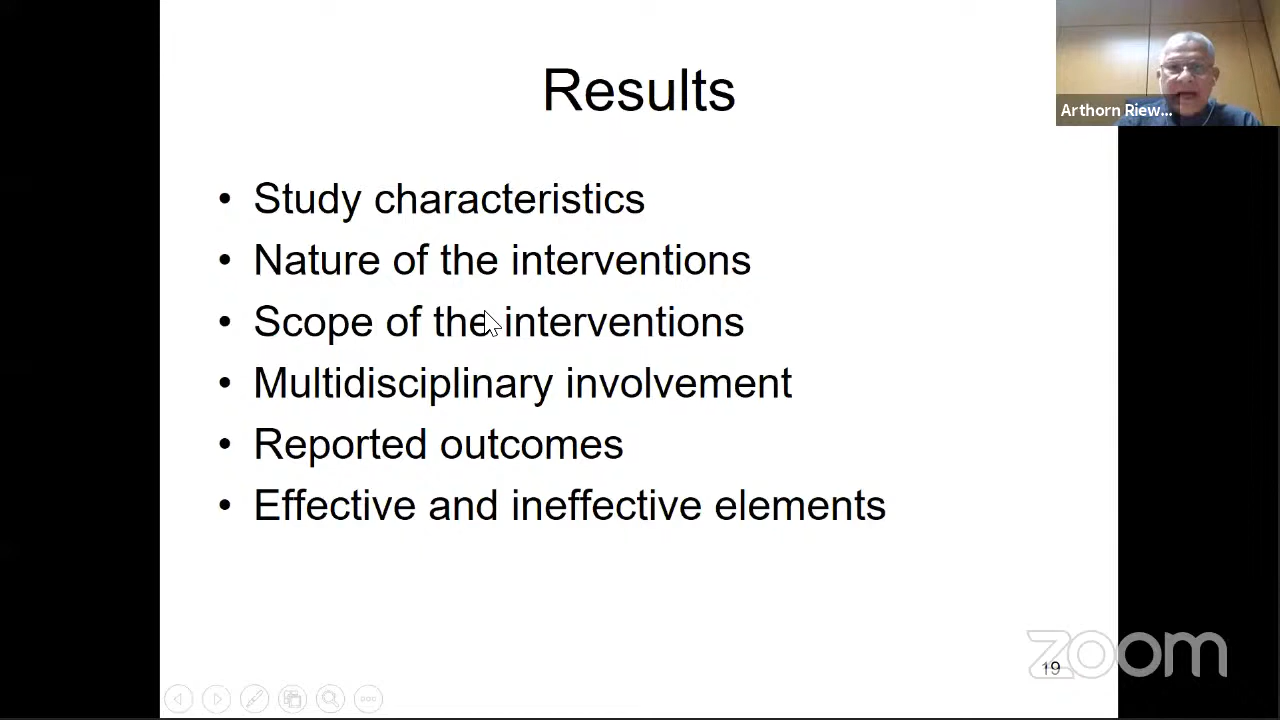 Results
Arthorn Riew...
• Study characteristics
• Nature of the interventions
• Scope of the interventions
• Multidisciplinary involvement
• Reported outcomes
• Effective and ineffective elements
19
zoom